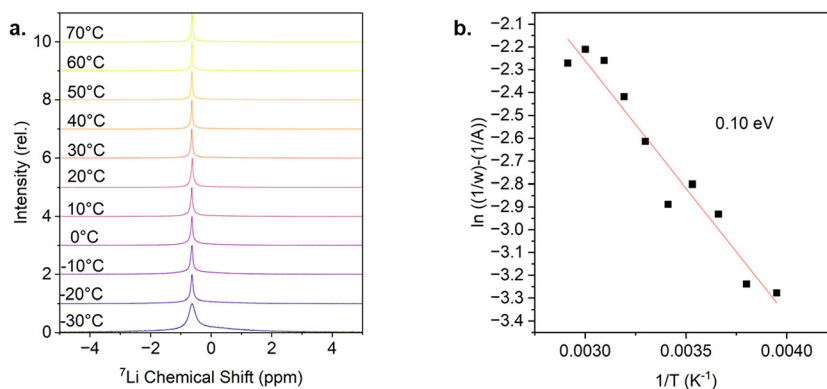 a.
70°C
60°C
50°C
40°C
30°C
20°C
10°C
0°C
-10°C
-20°C
-30°C
10
8
6
4
2
0
Intensity (rel.)
−4 −2 0 2 4
⁷Li Chemical Shift (ppm)
b.
−2.1
−2.2
−2.3
−2.4
−2.5
−2.6
−2.7
−2.8
−2.9
−3.0
−3.1
−3.2
−3.3
−3.4
ln ((1/w)-(1/A))
0.10 eV
0.0030 0.0035 0.0040
1/T (K⁻¹)